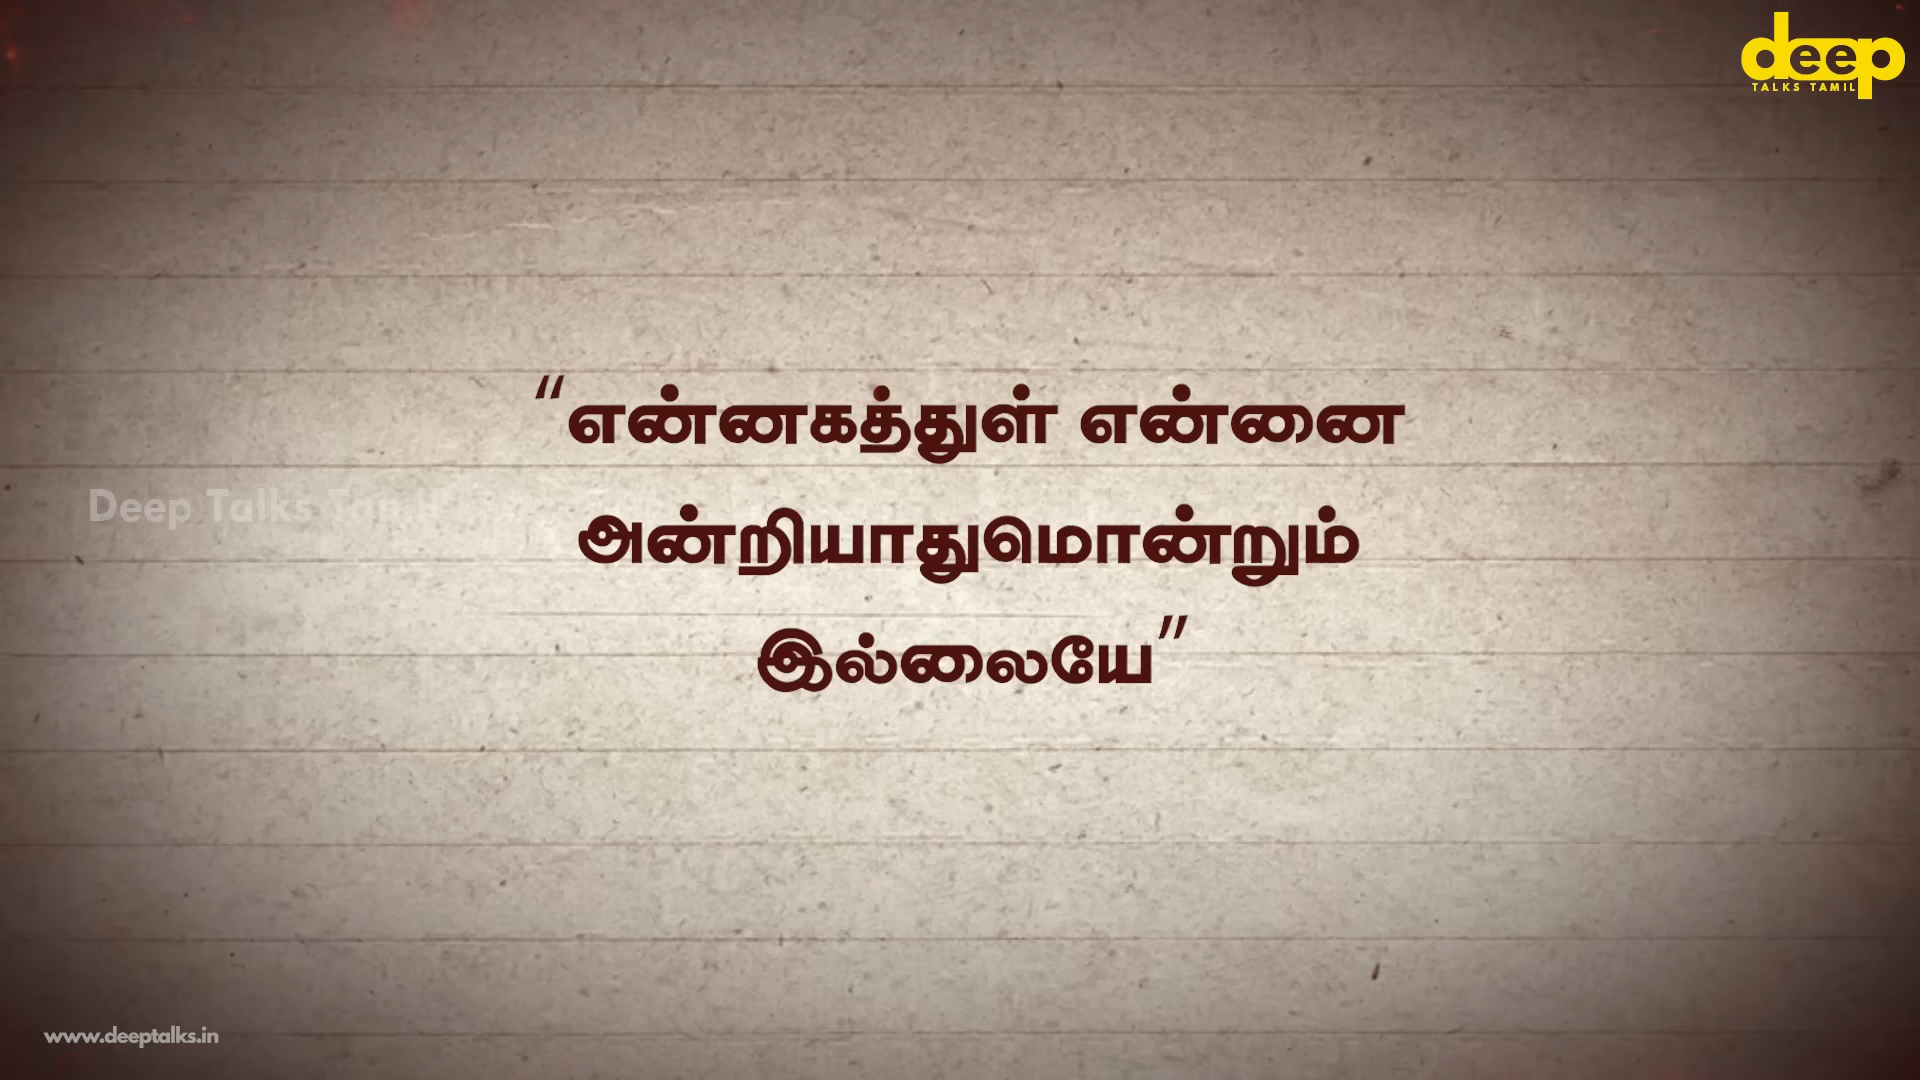 deep
TALKS TAMIL
“என்னகத்துள் என்னை
Deep Talks Tamil
அன்றியாதுமொன்றும்
இல்லையே”
www.deeptalks.in